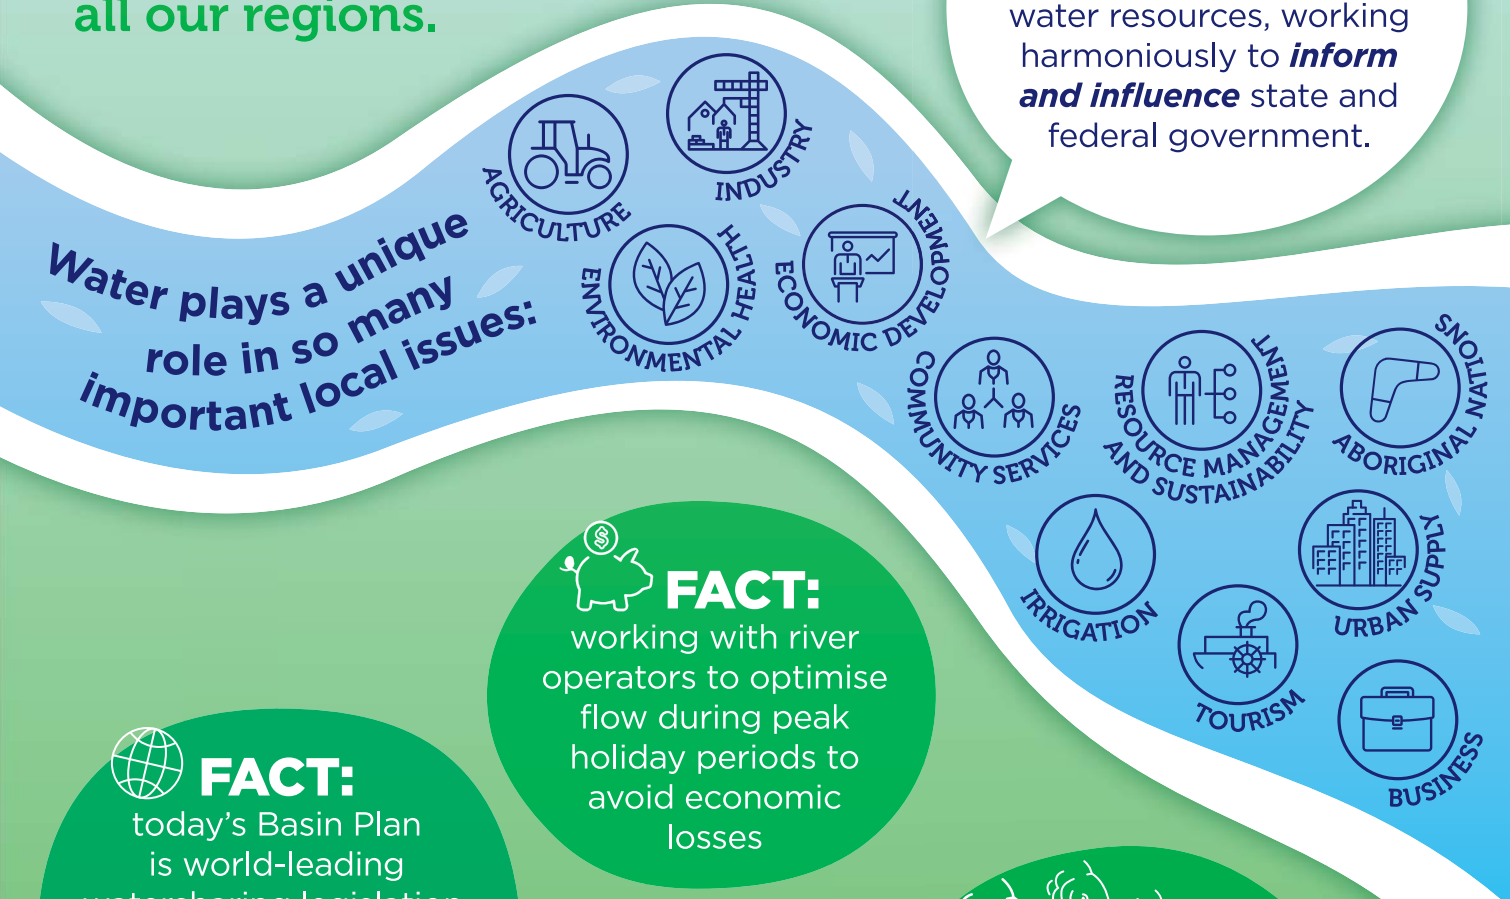 all our regions.
water resources, working
harmoniously to inform
and influence state and
federal government.
Water plays a unique
role in so many
important local issues:
AGRICULTURE
INDUSTRY
ENVIRONMENTAL HEALTH
ECONOMIC DEVELOPMENT
COMMUNITY SERVICES
RESOURCE MANAGEMENT
AND SUSTAINABILITY
ABORIGINAL NATIONS
IRRIGATION
URBAN SUPPLY
TOURISM
BUSINESS
$
FACT:
working with river
operators to optimise
flow during peak
holiday periods to
avoid economic
losses
FACT:
today's Basin Plan
is world-leading
watersharing legislation